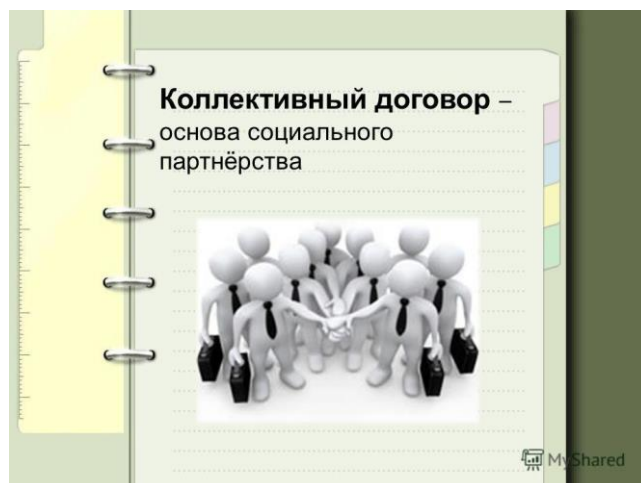 Коллективный договор –
основа социального
партнёрства
MyShared